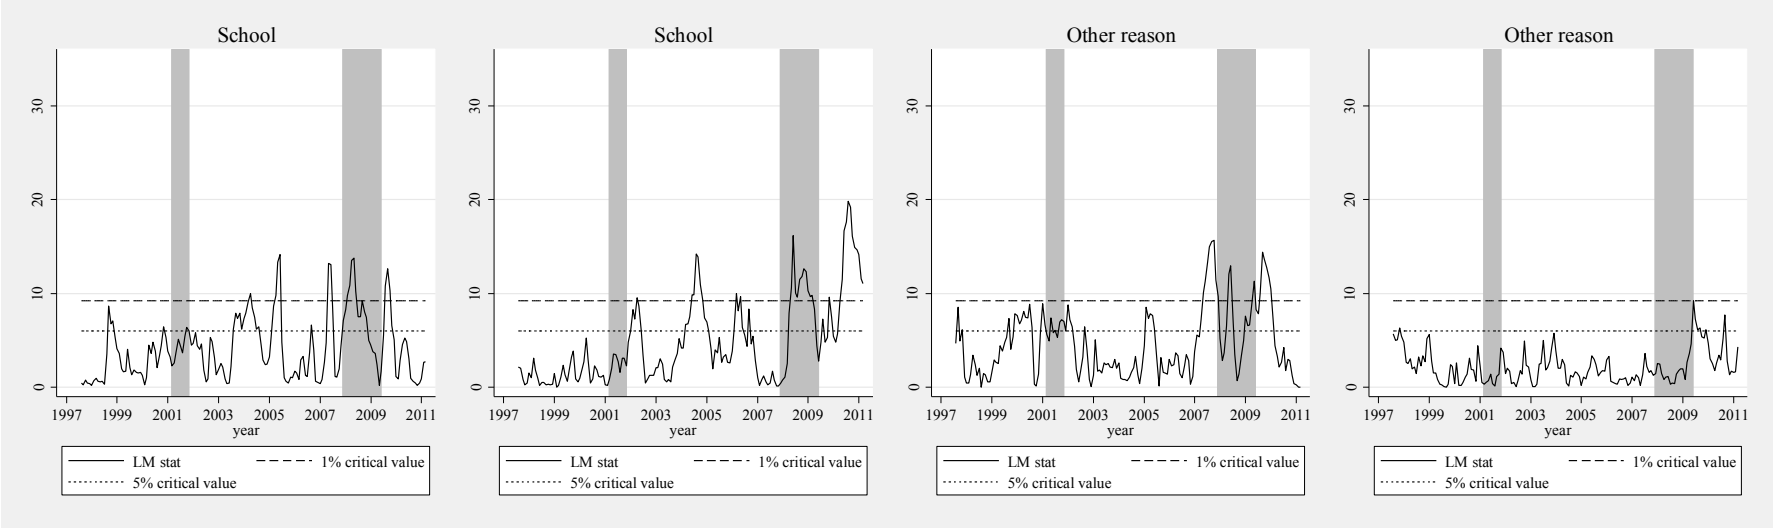 School
30
20
10
0
1997 1999 2001 2003 2005 2007 2009 2011
year
LM stat 1% critical value
5% critical value
School
30
20
10
0
1997 1999 2001 2003 2005 2007 2009 2011
year
LM stat 1% critical value
5% critical value
Other reason
30
20
10
0
1997 1999 2001 2003 2005 2007 2009 2011
year
LM stat 1% critical value
5% critical value
Other reason
30
20
10
0
1997 1999 2001 2003 2005 2007 2009 2011
year
LM stat 1% critical value
5% critical value